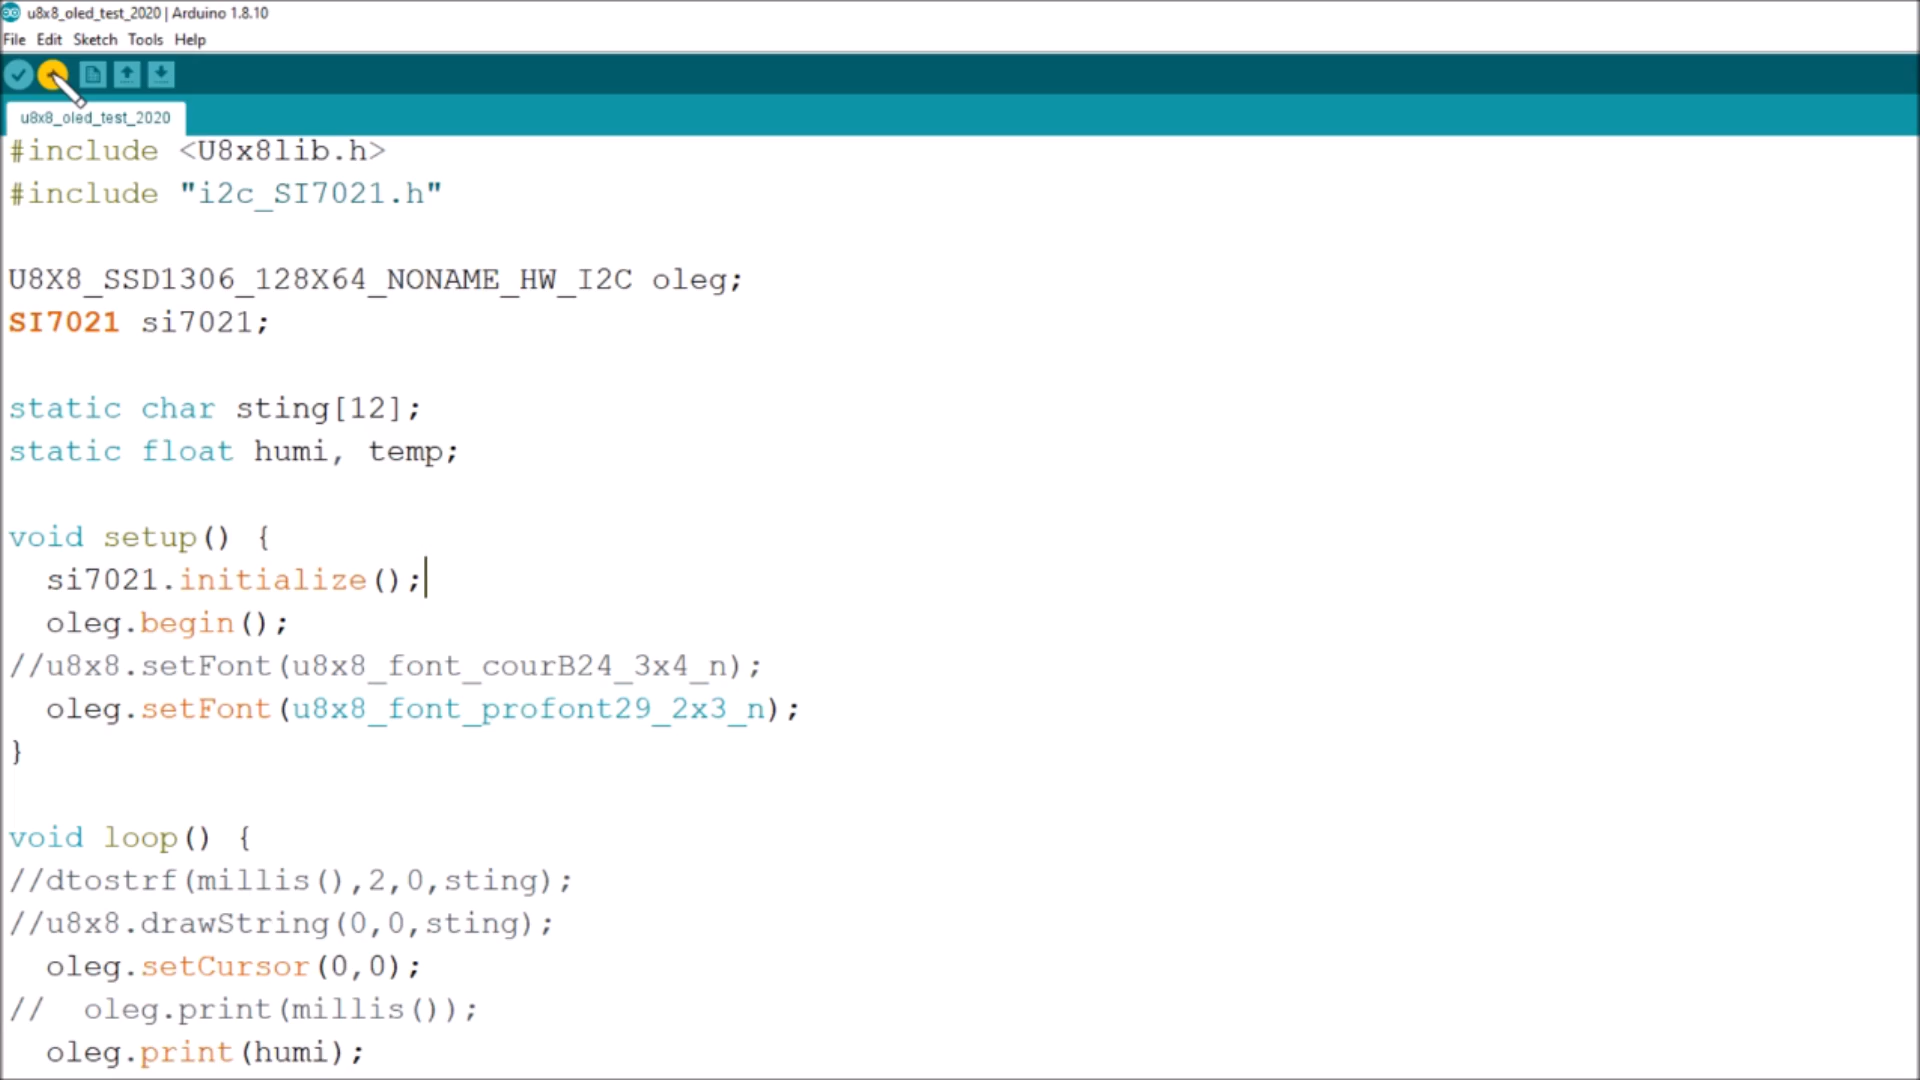 u8x8_oled_test_2020 | Arduino 1.8.10
File Edit Sketch Tools Help
u8x8_oled_test_2020
#include <U8x8lib.h>
#include "i2c_SI7021.h"
U8X8_SSD1306_128X64_NONAME_HW_I2C oleg;
SI7021 si7021;
static char sting[12];
static float humi, temp;
void setup() {
  si7021.initialize();
  oleg.begin();
//u8x8.setFont(u8x8_font_courB24_3x4_n);
  oleg.setFont(u8x8_font_profont29_2x3_n);
}
void loop() {
//dtostrf(millis(),2,0,sting);
//u8x8.drawString(0,0,sting);
  oleg.setCursor(0,0);
//  oleg.print(millis());
  oleg.print(humi);